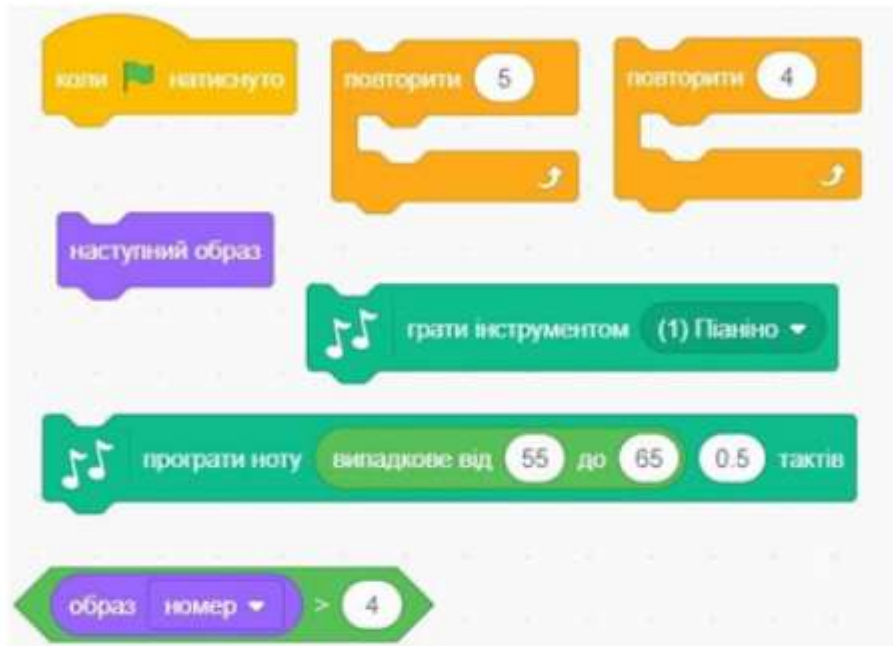 коли натиснуто
повторити 5
повторити 4
наступний образ
грати інструментом (1) Піаніно
програти ноту випадкове від 55 до 65 0.5 тактів
образ номер > 4